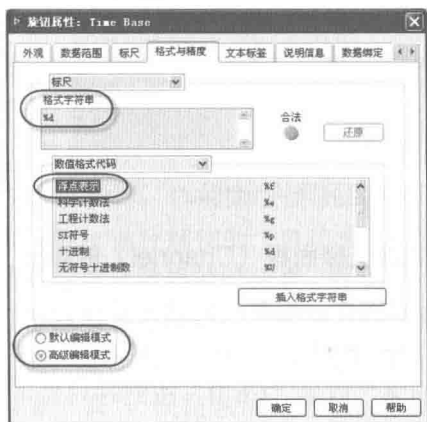 旋钮属性: Time Base
外观 数据范围 标尺 格式与精度 文本标签 说明信息 数据绑定
标尺
格式字符串
%d
合法
还原
数值格式代码
浮点表示 %f
科学计数法 %e
工程计数法 %g
SI符号 %p
十进制 %d
无符号十进制数 %U
插入格式字符串
默认编辑模式
高级编辑模式
确定 取消 帮助